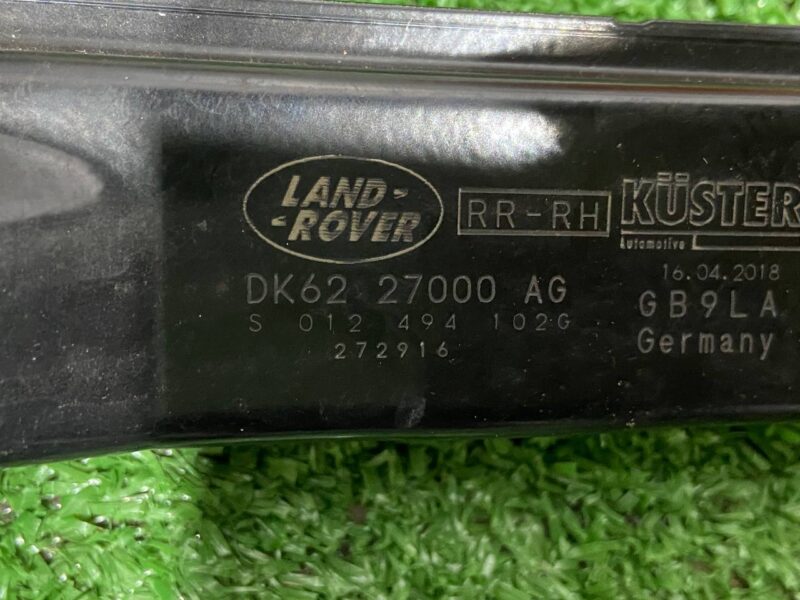 LAND-
-ROVER
RR-RH
KÜSTER
automotive
DK62 27000 AG
S 012 494 102G
272916
16.04.2018
GB9LA
Germany